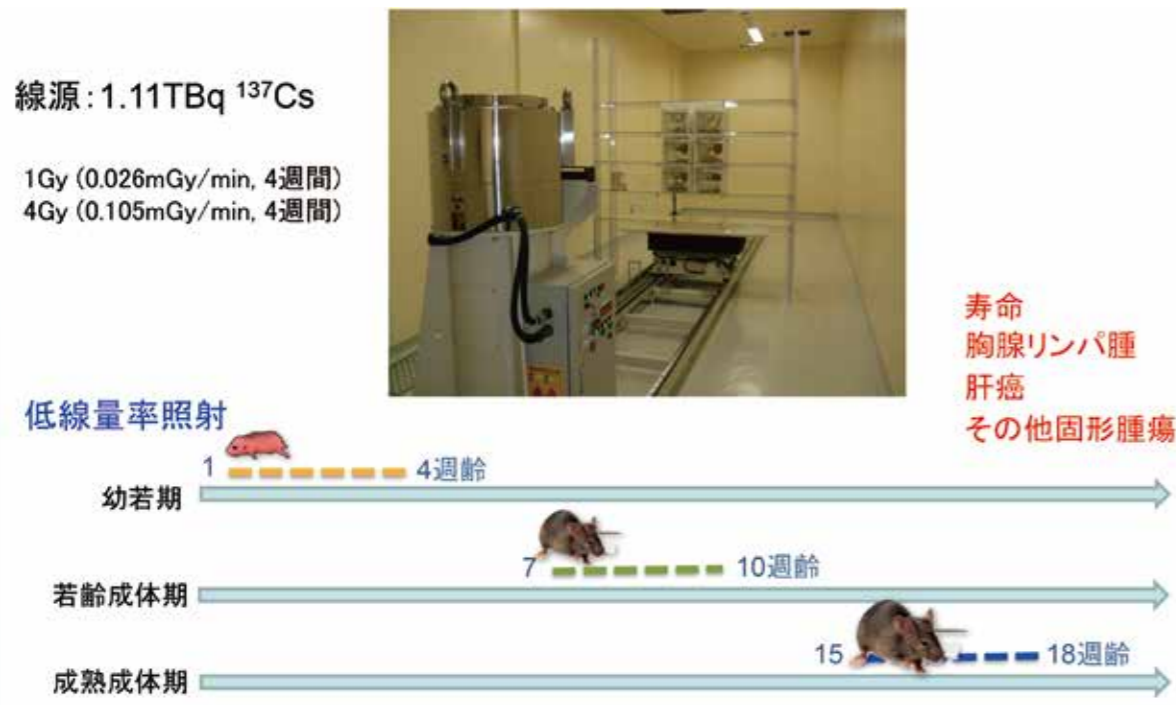 線源：1.11TBq ¹³⁷Cs
1Gy (0.026mGy/min, 4週間)
4Gy (0.105mGy/min, 4週間)
寿命
胸腺リンパ腫
肝癌
その他固形腫瘍
低線量率照射
1 4週齢
幼若期
7 10週齢
若齢成体期
15 18週齢
成熟成体期